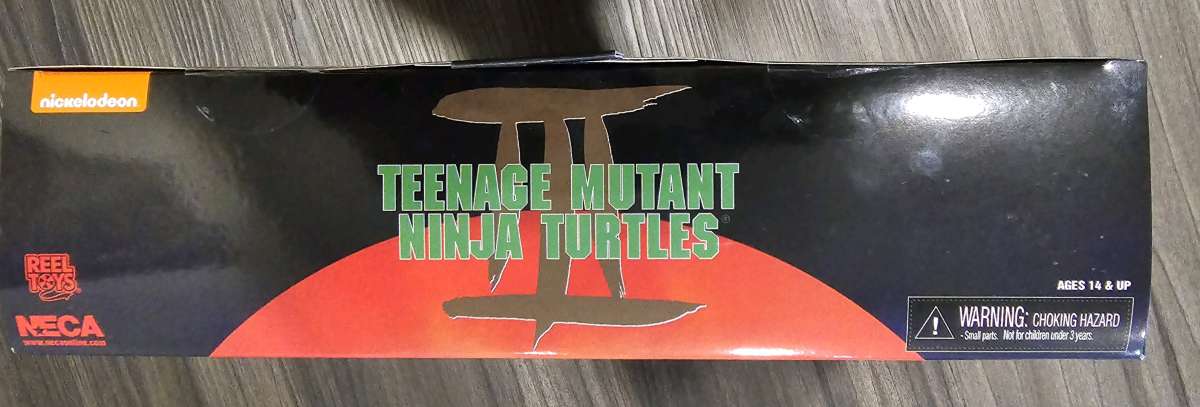 nickelodeon
III
TEENAGE MUTANT
NINJA TURTLES®
REEL
TOYS
NECA
www.necaonline.com
AGES 14 & UP
WARNING: CHOKING HAZARD
- Small parts. Not for children under 3 years.